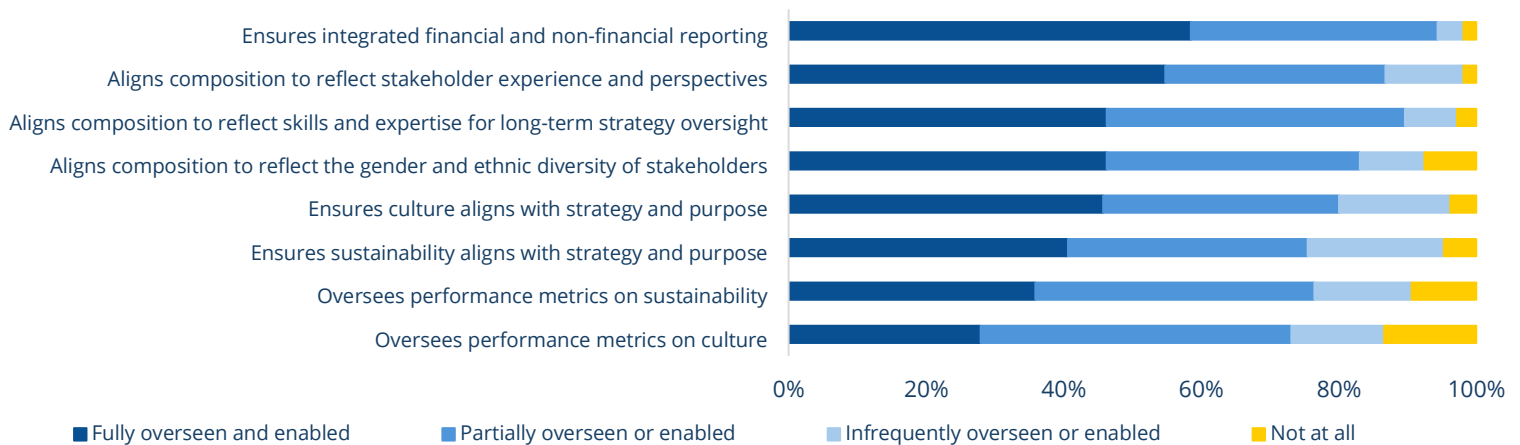 Ensures integrated financial and non-financial reporting
Aligns composition to reflect stakeholder experience and perspectives
Aligns composition to reflect skills and expertise for long-term strategy oversight
Aligns composition to reflect the gender and ethnic diversity of stakeholders
Ensures culture aligns with strategy and purpose
Ensures sustainability aligns with strategy and purpose
Oversees performance metrics on sustainability
Oversees performance metrics on culture
0% 20% 40% 60% 80% 100%
Fully overseen and enabled Partially overseen or enabled Infrequently overseen or enabled Not at all